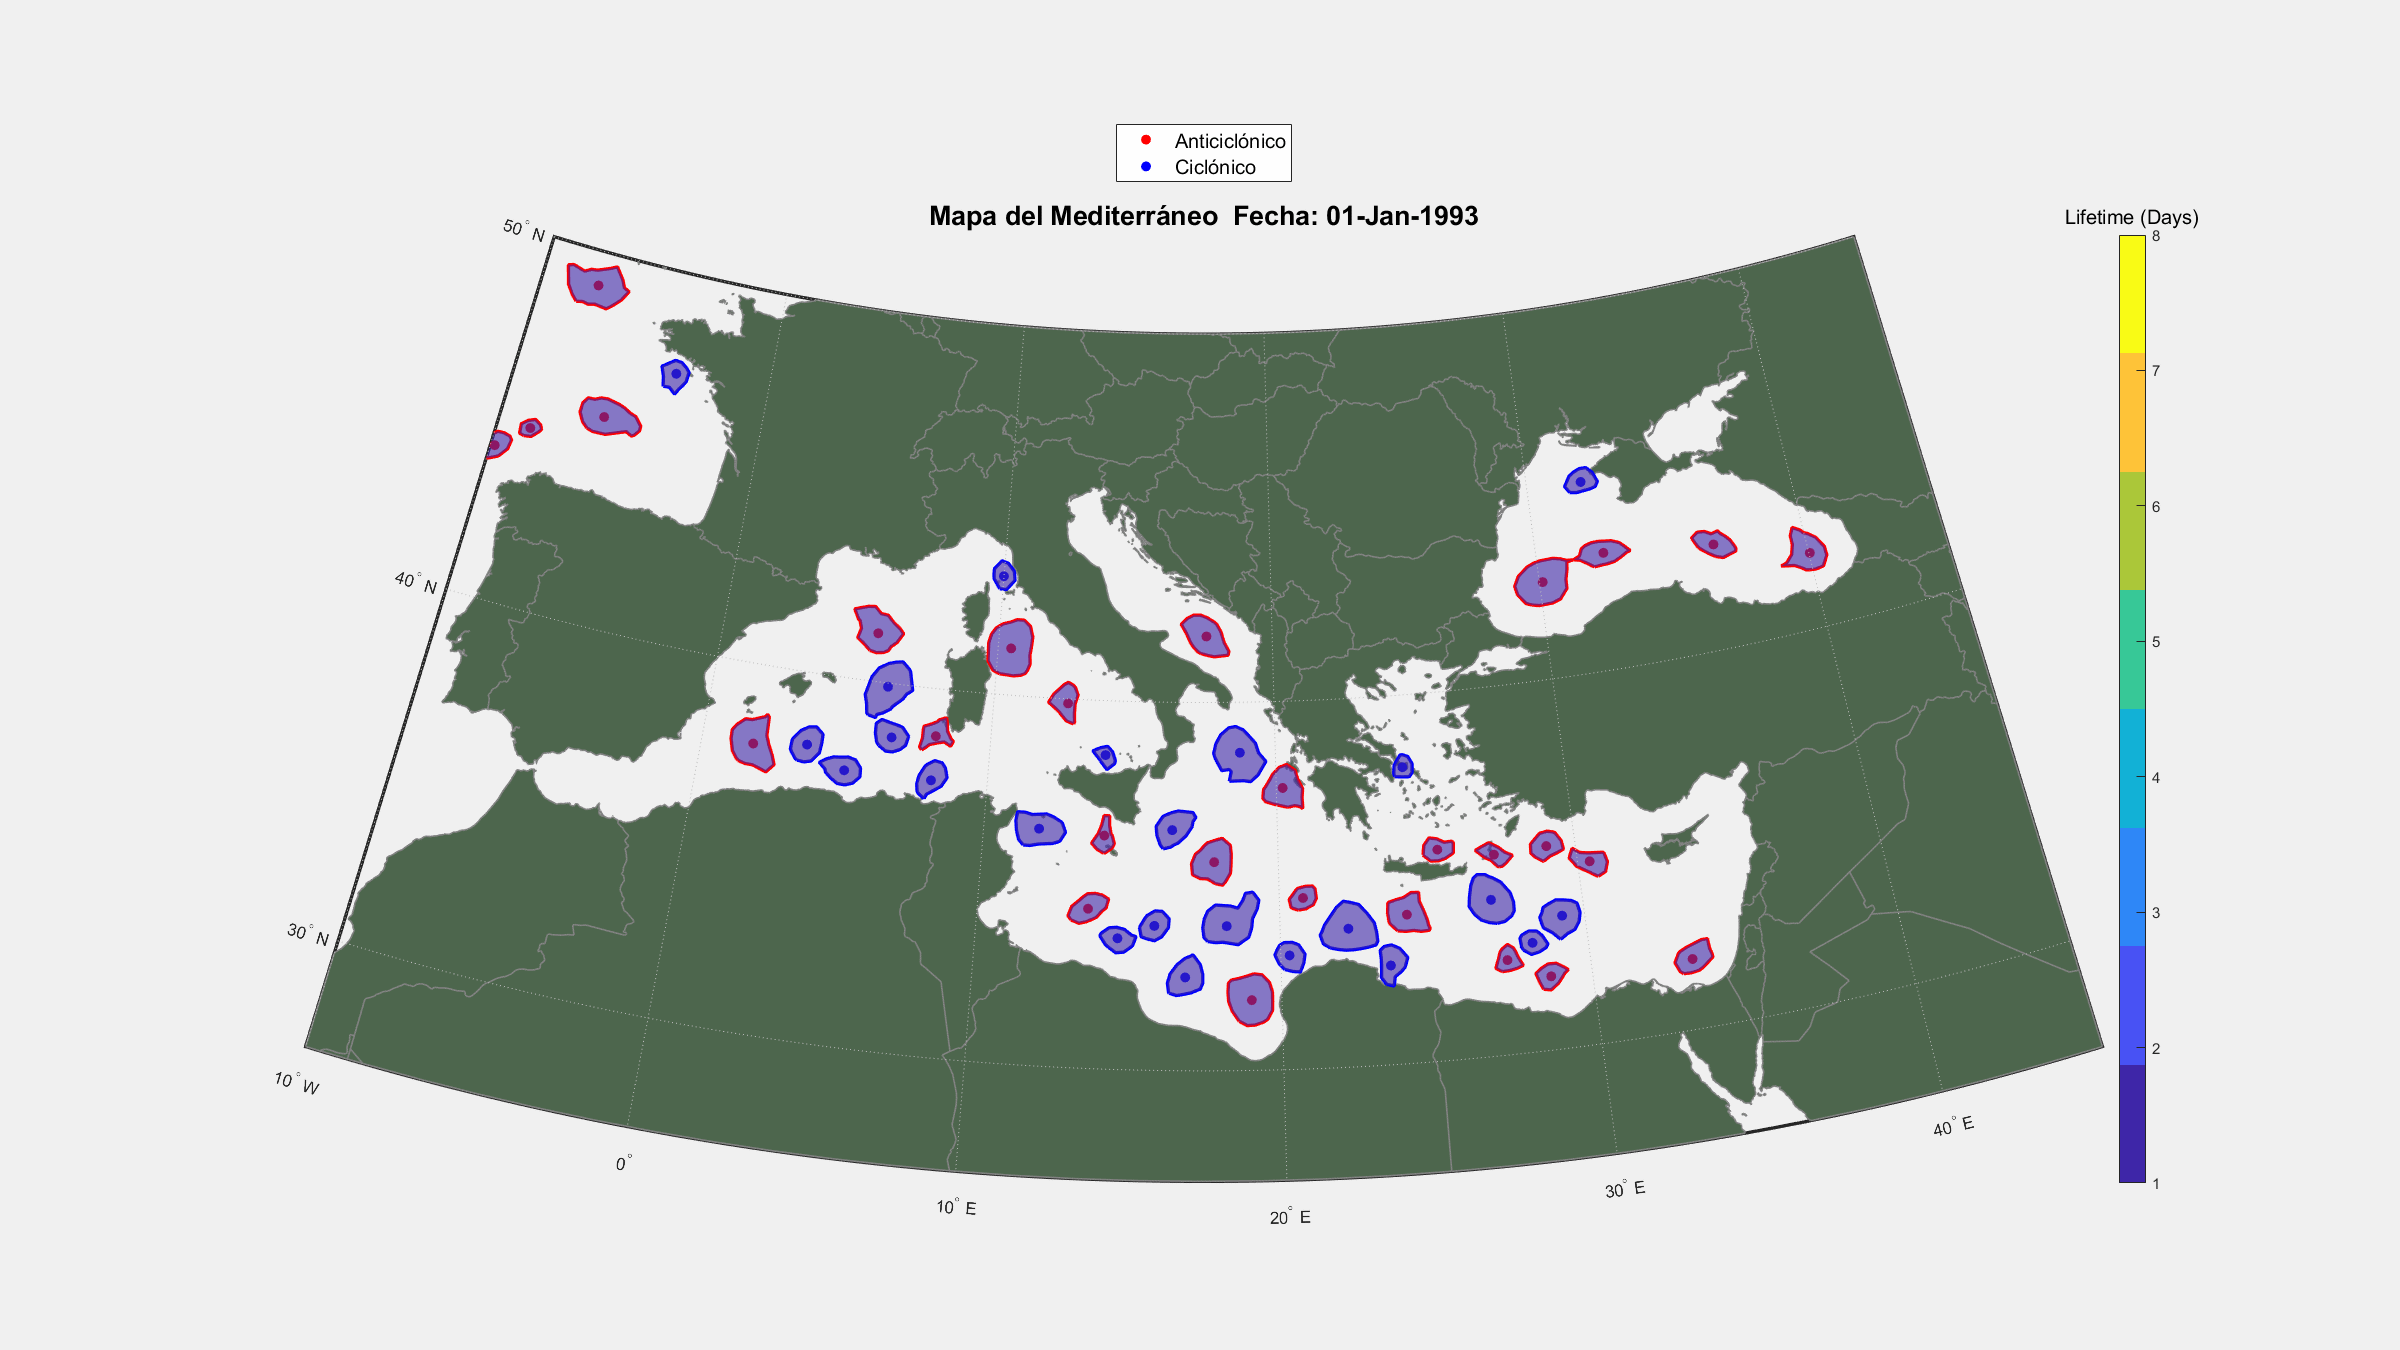 Anticiclónico
Ciclónico
Mapa del Mediterráneo  Fecha: 01-Jan-1993
Lifetime (Days)
50° N
40° N
30° N
10° W
0°
10° E
20° E
30° E
40° E
8
7
6
5
4
3
2
1